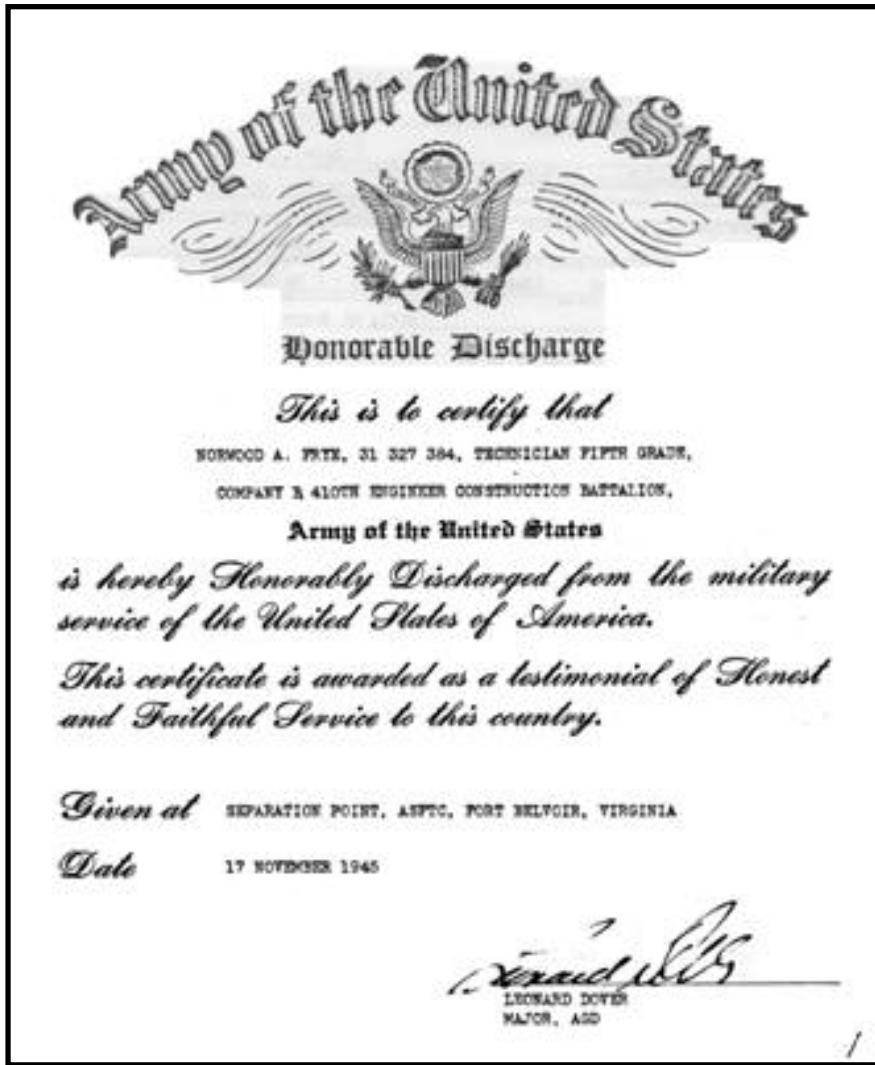 Army of the United States
Honorable Discharge
This is to certify that
NORWOOD A. FRYE, 31 327 384, TECHNICIAN FIFTH GRADE,
COMPANY B 410TH ENGINEER CONSTRUCTION BATTALION,
Army of the United States
is hereby Honorably Discharged from the military
service of the United States of America.
This certificate is awarded as a testimonial of Honest
and Faithful Service to this country.
Given at SEPARATION POINT, ASFTC, FORT BELVOIR, VIRGINIA
Date 17 NOVEMBER 1945
LEONARD DOVER
MAJOR, AGD
1